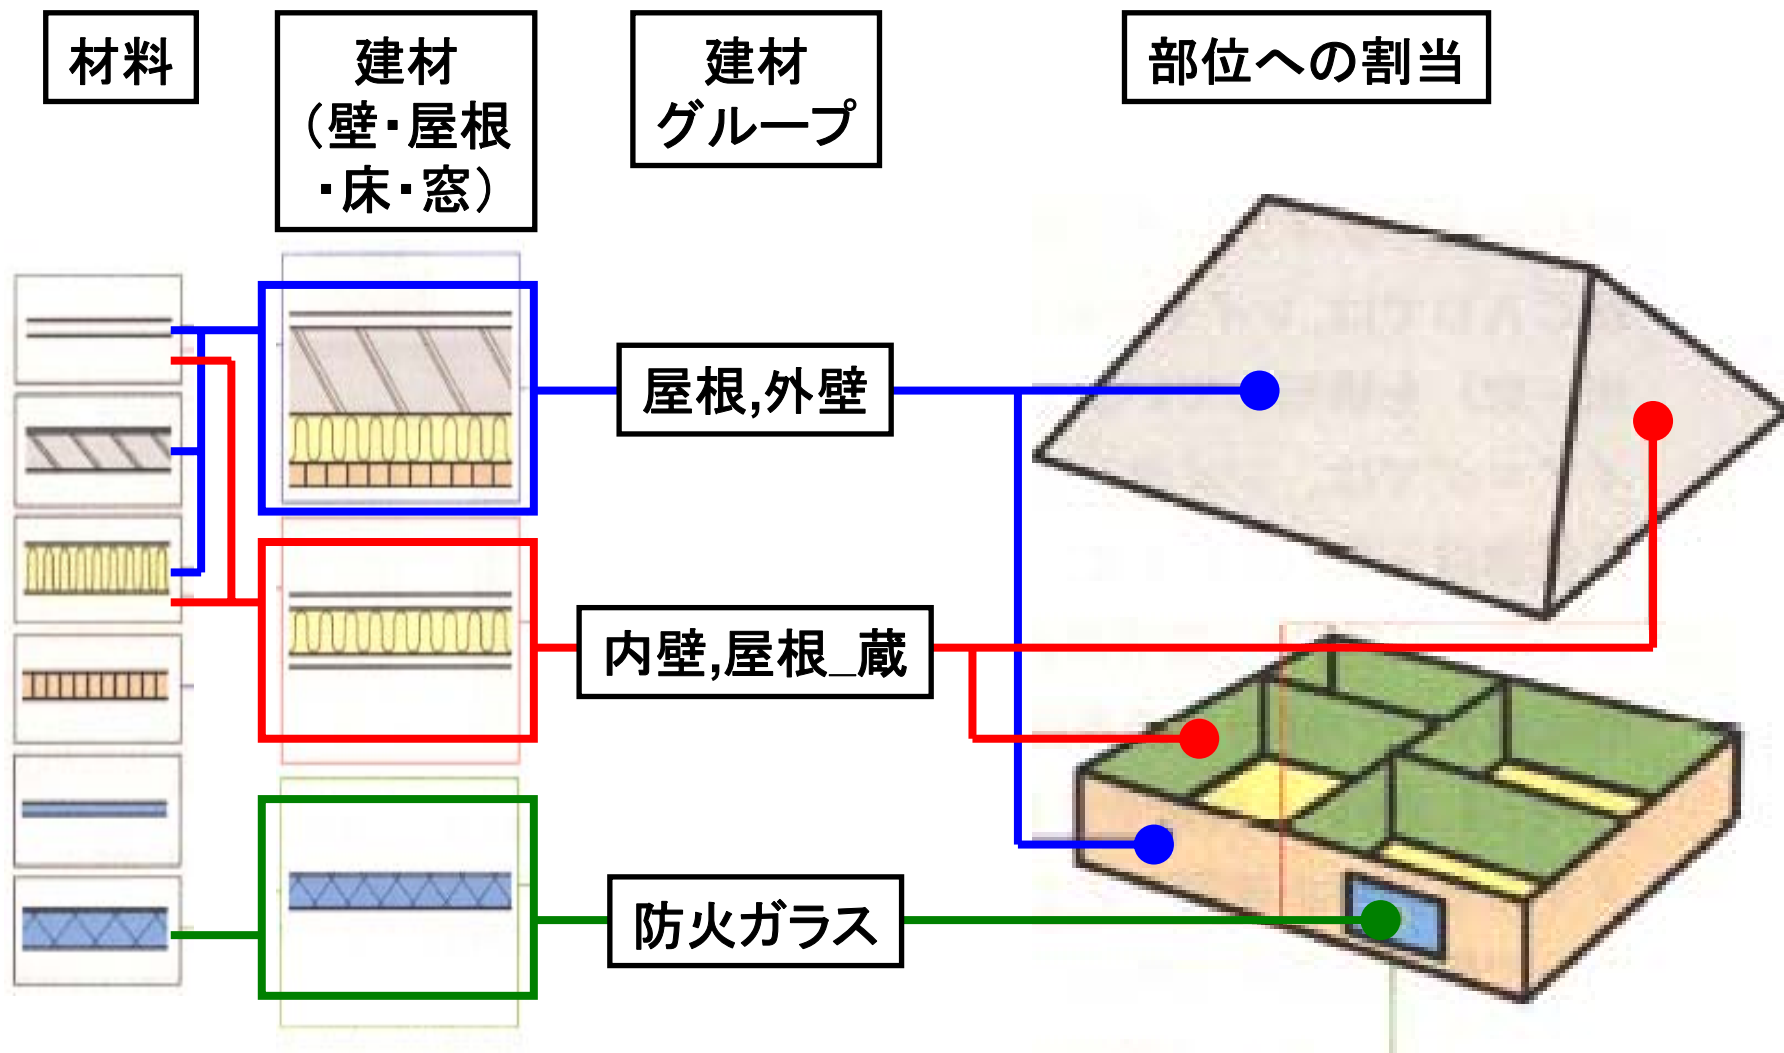 材料
建材
（壁・屋根
・床・窓）
建材
グループ
部位への割当
屋根,外壁
内壁,屋根_蔵
防火ガラス